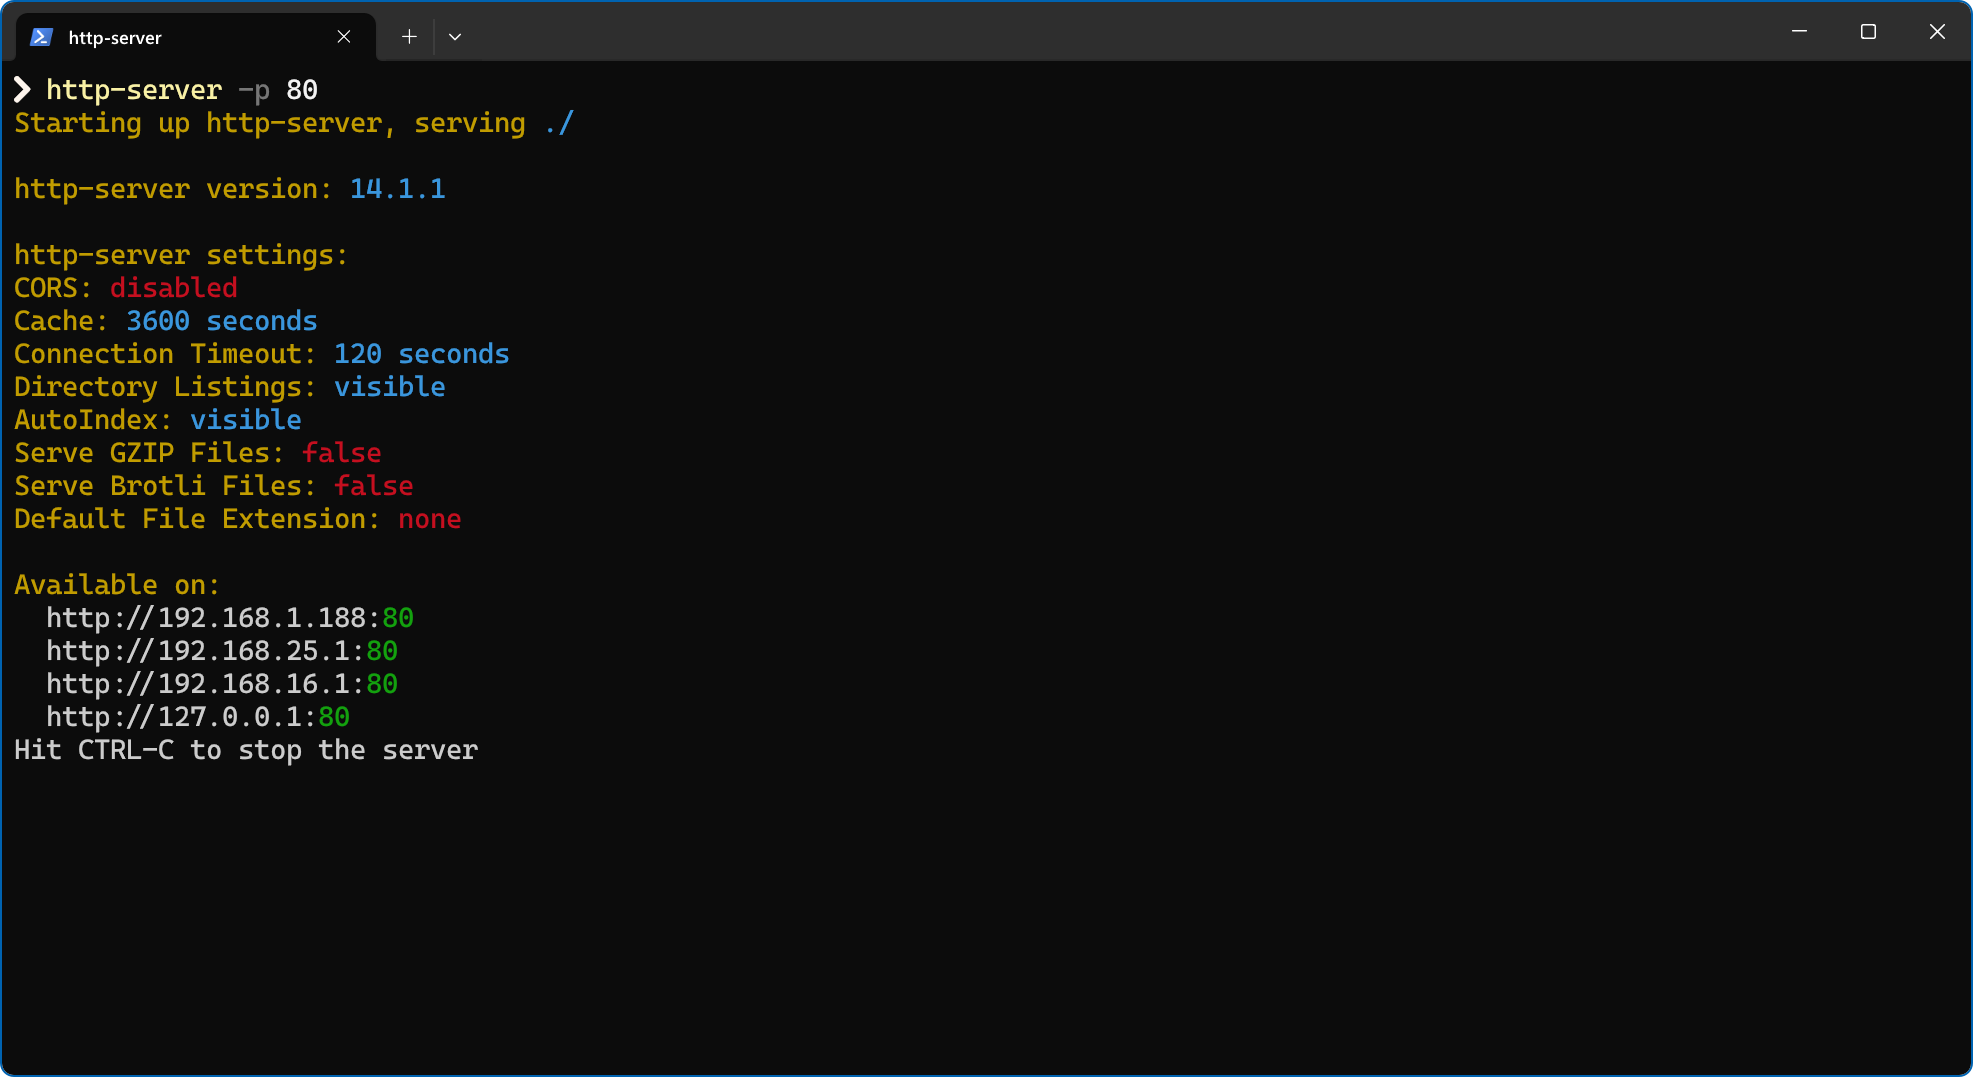 http-server
❯ http-server -p 80
Starting up http-server, serving ./
http-server version: 14.1.1
http-server settings:
CORS: disabled
Cache: 3600 seconds
Connection Timeout: 120 seconds
Directory Listings: visible
AutoIndex: visible
Serve GZIP Files: false
Serve Brotli Files: false
Default File Extension: none
Available on:
  http://192.168.1.188:80
  http://192.168.25.1:80
  http://192.168.16.1:80
  http://127.0.0.1:80
Hit CTRL-C to stop the server